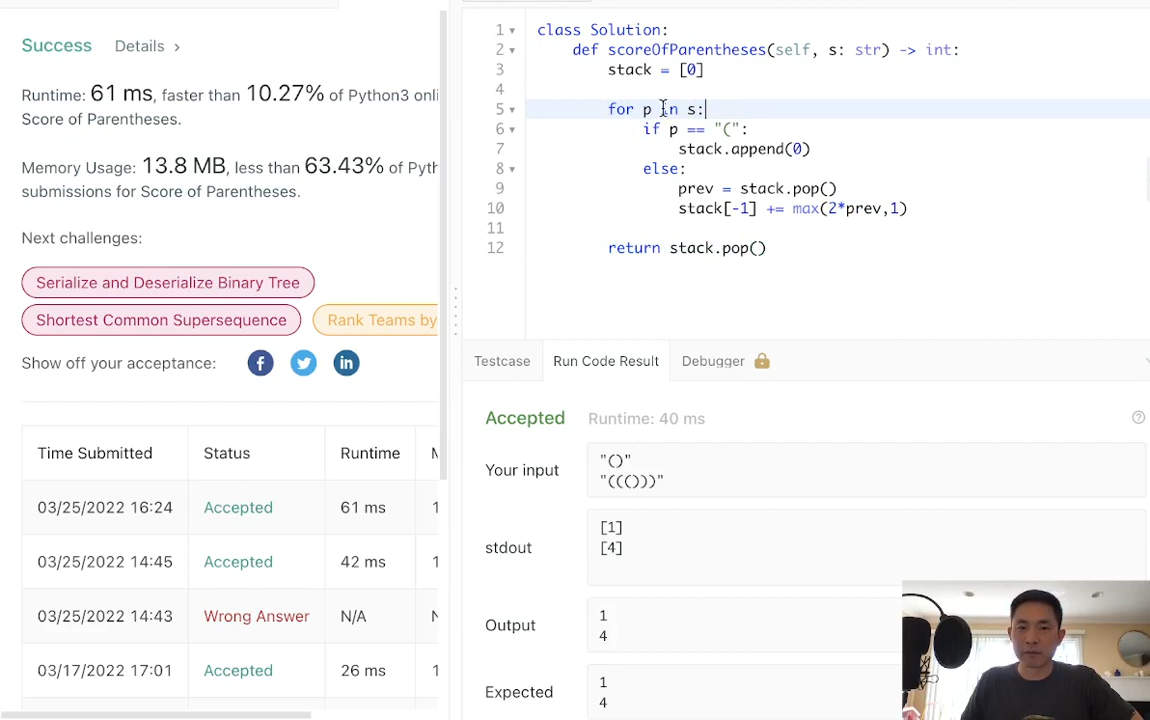 Success Details >
Runtime: 61 ms, faster than 10.27% of Python3 onli
Score of Parentheses.
Memory Usage: 13.8 MB, less than 63.43% of Pyth
submissions for Score of Parentheses.
Next challenges:
Serialize and Deserialize Binary Tree
Shortest Common Supersequence Rank Teams by
Show off your acceptance:
Time Submitted Status Runtime M
03/25/2022 16:24 Accepted 61 ms 1
03/25/2022 14:45 Accepted 42 ms 1
03/25/2022 14:43 Wrong Answer N/A N
03/17/2022 17:01 Accepted 26 ms 1
1 class Solution:
2 def scoreOfParentheses(self, s: str) -> int:
3 stack = [0]
4
5 for p in s:
6 if p == "(":
7 stack.append(0)
8 else:
9 prev = stack.pop()
10 stack[-1] += max(2*prev,1)
11
12 return stack.pop()
Testcase Run Code Result Debugger
Accepted Runtime: 40 ms
Your input
"()"
"((()))"
stdout
[1]
[4]
Output
1
4
Expected
1
4